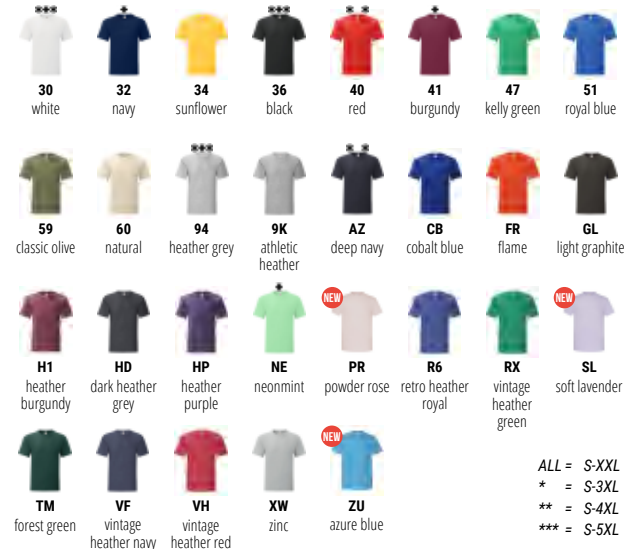 *** * *** * * *
30 32 34 36 40 41 47 51
white navy sunflower black red burgundy kelly green royal blue
*** * *
59 60 94 9K AZ CB FR GL
classic olive natural heather grey athletic deep navy cobalt blue flame light graphite
heather
* NEW NEW
H1 HD HP NE PR R6 RX SL
heather dark heather heather neonmint powder rose retro heather vintage soft lavender
burgundy grey purple royal heather
green
NEW
TM VF VH XW ZU
forest green vintage vintage zinc azure blue
heather navy heather red
ALL = S-XXL
* = S-3XL
** = S-4XL
*** = S-5XL